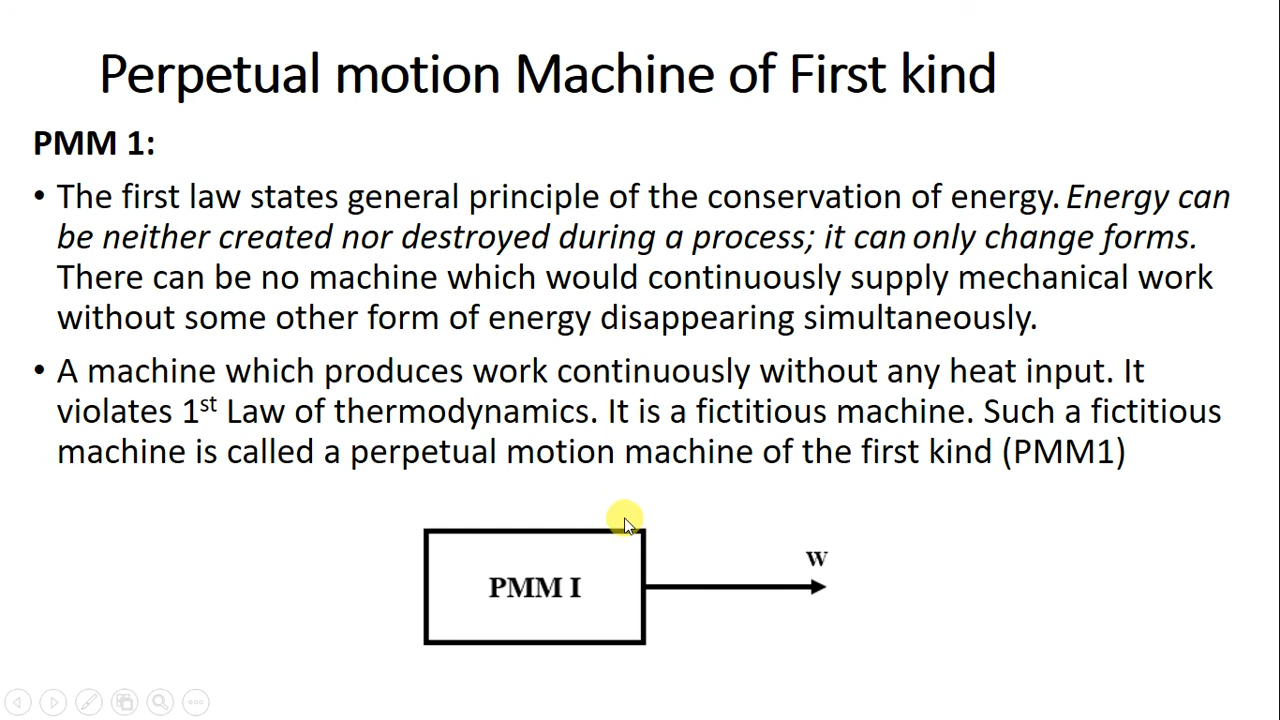 Perpetual motion Machine of First kind
PMM 1:
• The first law states general principle of the conservation of energy. Energy can
be neither created nor destroyed during a process; it can only change forms.
There can be no machine which would continuously supply mechanical work
without some other form of energy disappearing simultaneously.
• A machine which produces work continuously without any heat input. It
violates 1st Law of thermodynamics. It is a fictitious machine. Such a fictitious
machine is called a perpetual motion machine of the first kind (PMM1)
W
PMM I